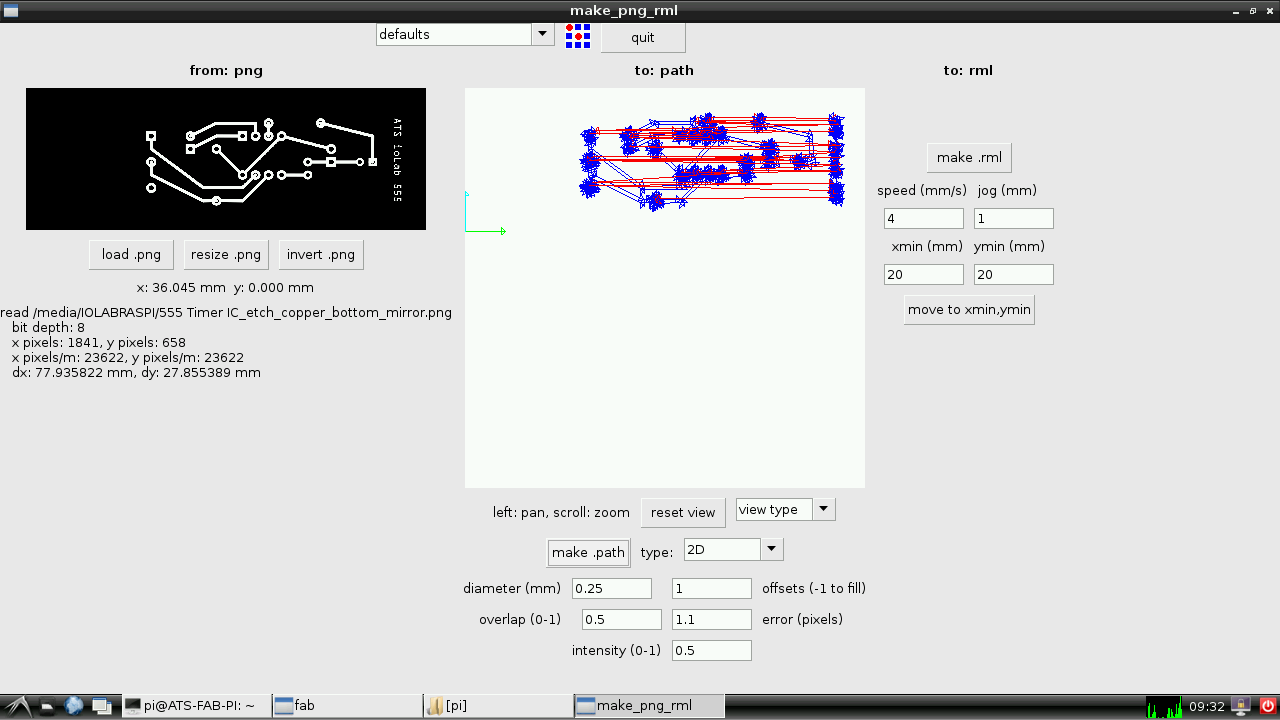 make_png_rml
defaults
quit
from: png
to: path
to: rml
ATS ioLab 555
make .rml
speed (mm/s)
jog (mm)
4
1
xmin (mm)
ymin (mm)
20
20
move to xmin,ymin
load .png
resize .png
invert .png
x: 36.045 mm y: 0.000 mm
read /media/IOLABRASPI/555 Timer IC_etch_copper_bottom_mirror.png
bit depth: 8
x pixels: 1841, y pixels: 658
x pixels/m: 23622, y pixels/m: 23622
dx: 77.935822 mm, dy: 27.855389 mm
left: pan, scroll: zoom
reset view
view type
make .path
type:
2D
diameter (mm)
0.25
1
offsets (-1 to fill)
overlap (0-1)
0.5
1.1
error (pixels)
intensity (0-1)
0.5
pi@ATS-FAB-PI: ~
fab
[pi]
make_png_rml
09:32